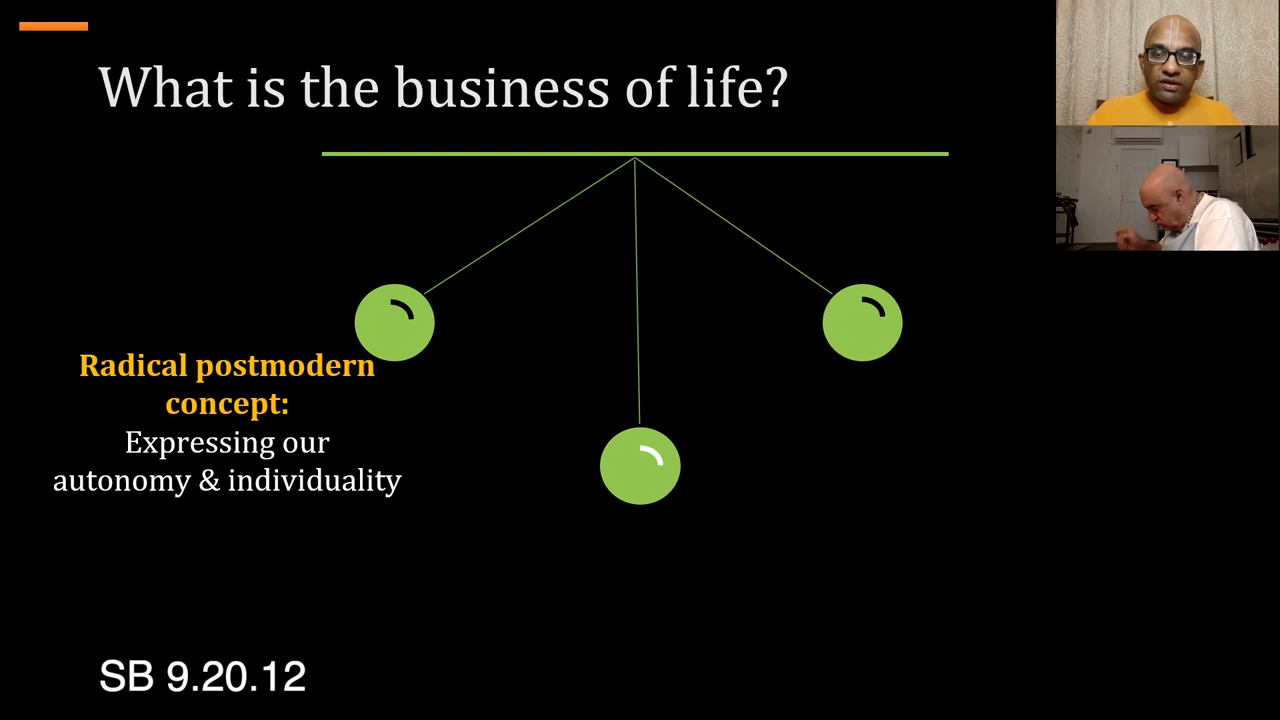 What is the business of life?
Radical postmodern
concept:
Expressing our
autonomy & individuality
SB 9.20.12